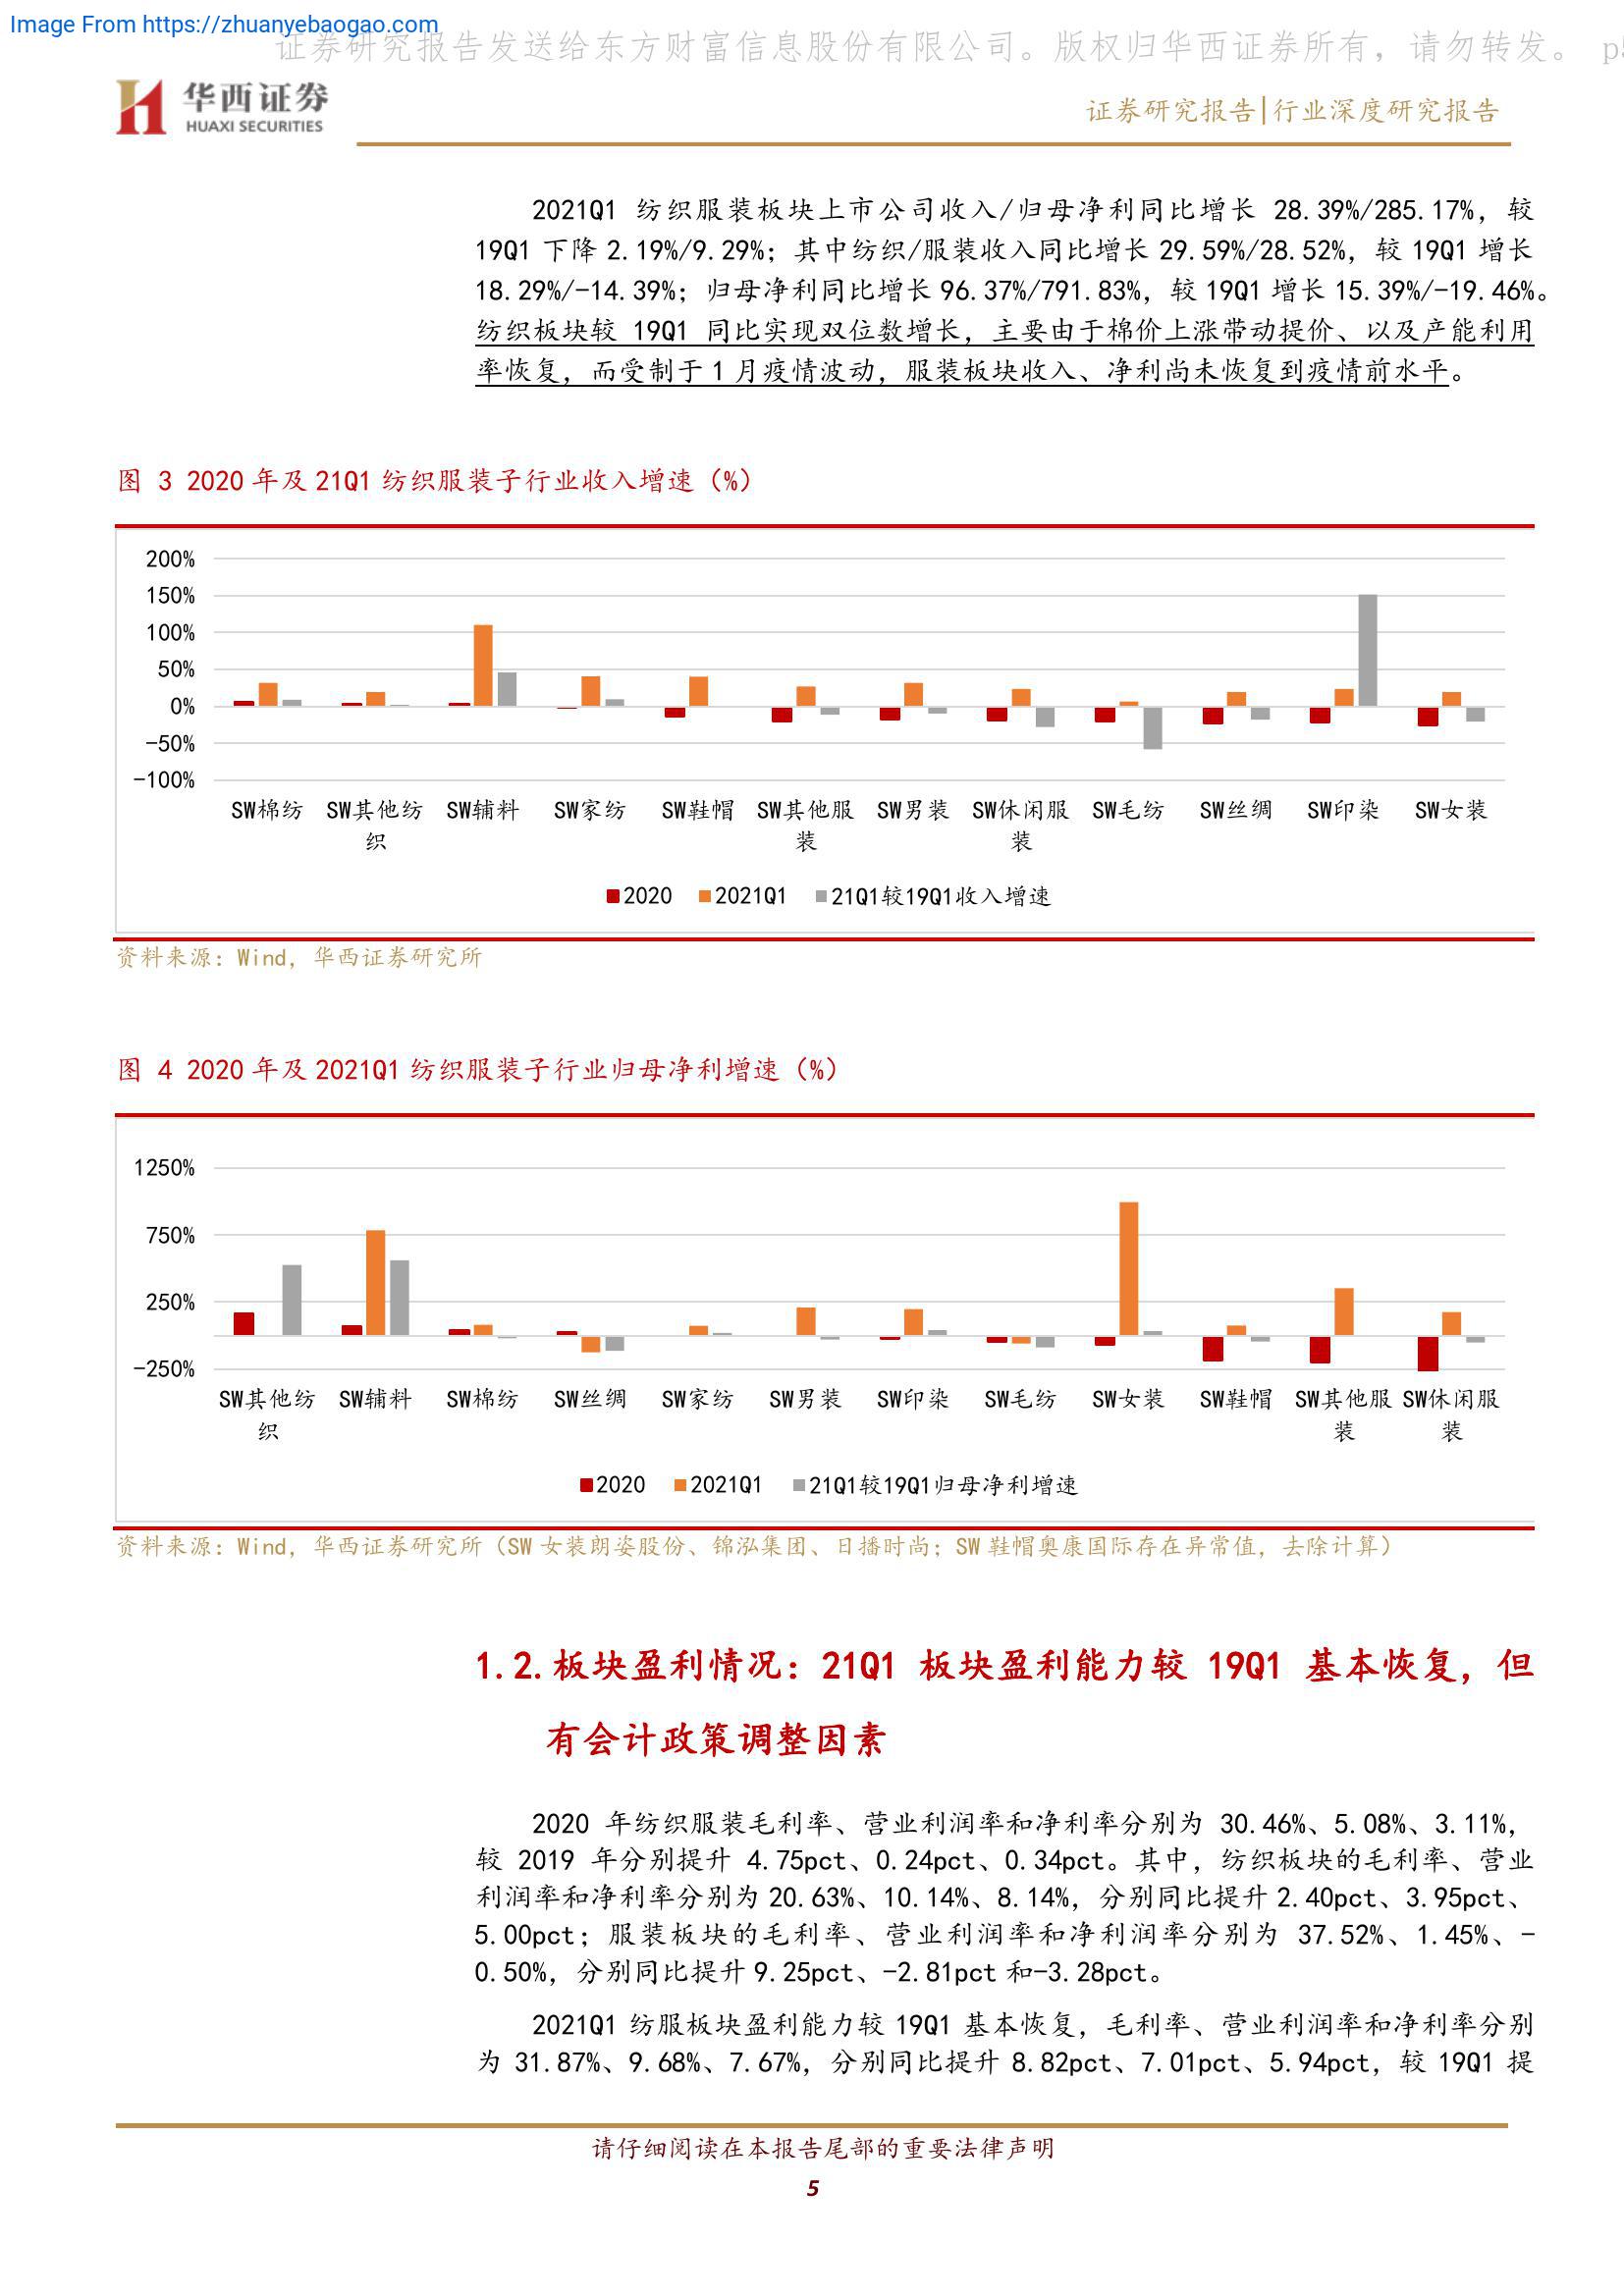 Image From https://zhuanyebaogao.com
证券研究报告发送给东方财富信息股份有限公司。版权归华西证券所有，请勿转发。 p5
华西证券
HUAXI SECURITIES
证券研究报告|行业深度研究报告
2021Q1 纺织服装板块上市公司收入/归母净利同比增长 28.39%/285.17%，较
19Q1 下降 2.19%/9.29%；其中纺织/服装收入同比增长 29.59%/28.52%，较 19Q1 增长
18.29%/-14.39%；归母净利同比增长 96.37%/791.83%，较 19Q1 增长 15.39%/-19.46%。
纺织板块较 19Q1 同比实现双位数增长，主要由于棉价上涨带动提价、以及产能利用
率恢复，而受制于 1 月疫情波动，服装板块收入、净利尚未恢复到疫情前水平。
图 3 2020 年及 21Q1 纺织服装子行业收入增速（%）
200%
150%
100%
50%
0%
-50%
-100%
SW棉纺 SW其他纺织 SW辅料 SW家纺 SW鞋帽 SW其他服装 SW男装 SW休闲服装 SW毛纺 SW丝绸 SW印染 SW女装
2020 2021Q1 21Q1较19Q1收入增速
资料来源：Wind，华西证券研究所
图 4 2020 年及 2021Q1 纺织服装子行业归母净利增速（%）
1250%
750%
250%
-250%
SW其他纺织 SW辅料 SW棉纺 SW丝绸 SW家纺 SW男装 SW印染 SW毛纺 SW女装 SW鞋帽 SW其他服装 SW休闲服装
2020 2021Q1 21Q1较19Q1归母净利增速
资料来源：Wind，华西证券研究所（SW 女装朗姿股份、锦泓集团、日播时尚；SW 鞋帽奥康国际存在异常值，去除计算）
1.2.板块盈利情况：21Q1 板块盈利能力较 19Q1 基本恢复，但
有会计政策调整因素
2020 年纺织服装毛利率、营业利润率和净利率分别为 30.46%、5.08%、3.11%，
较 2019 年分别提升 4.75pct、0.24pct、0.34pct。其中，纺织板块的毛利率、营业
利润率和净利率分别为 20.63%、10.14%、8.14%，分别同比提升 2.40pct、3.95pct、
5.00pct；服装板块的毛利率、营业利润率和净利润率分别为 37.52%、1.45%、-
0.50%，分别同比提升 9.25pct、-2.81pct 和-3.28pct。
2021Q1 纺服板块盈利能力较 19Q1 基本恢复，毛利率、营业利润率和净利率分别
为 31.87%、9.68%、7.67%，分别同比提升 8.82pct、7.01pct、5.94pct，较 19Q1 提
请仔细阅读在本报告尾部的重要法律声明
5